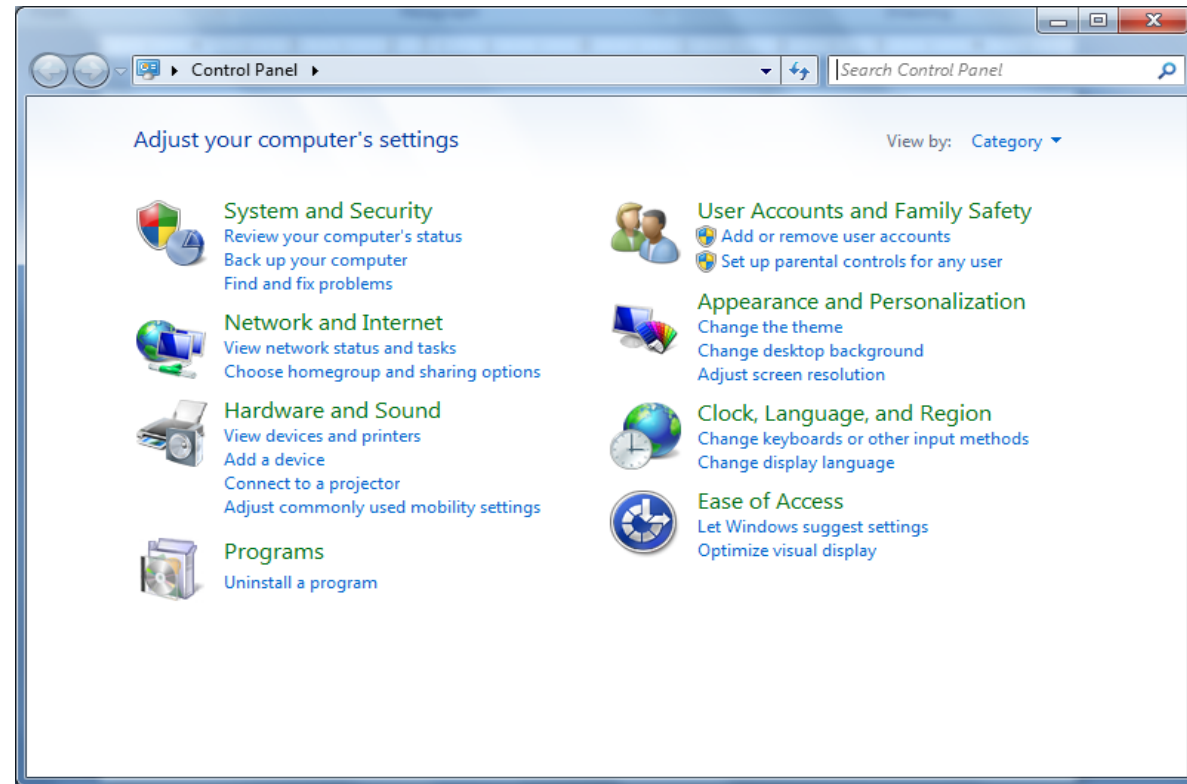 Control Panel
Search Control Panel
Adjust your computer's settings
View by: Category
System and Security
Review your computer's status
Back up your computer
Find and fix problems
Network and Internet
View network status and tasks
Choose homegroup and sharing options
Hardware and Sound
View devices and printers
Add a device
Connect to a projector
Adjust commonly used mobility settings
Programs
Uninstall a program
User Accounts and Family Safety
Add or remove user accounts
Set up parental controls for any user
Appearance and Personalization
Change the theme
Change desktop background
Adjust screen resolution
Clock, Language, and Region
Change keyboards or other input methods
Change display language
Ease of Access
Let Windows suggest settings
Optimize visual display